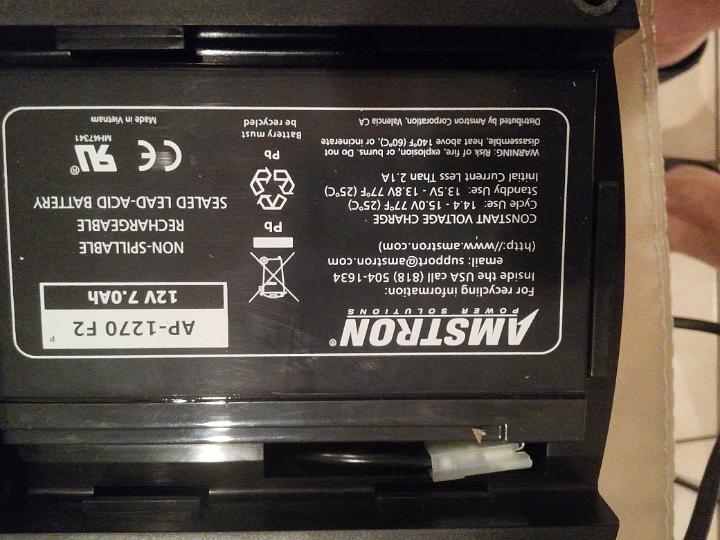 AMSTRON®
POWER SOLUTIONS
For recycling information:
Inside the USA call (818) 504-1634
email: support@amstron.com
(http://www.amstron.com)
CONSTANT VOLTAGE CHARGE
Cycle Use: 14.4 - 15.0V 77°F (25°C)
Standby Use: 13.5V - 13.8V 77°F (25°C)
Initial Current Less Than 2.1A
WARNING: Risk of fire, explosion, or burns. Do not
disassemble, heat above 140°F (60°C), or incinerate
Distributed by Amstron Corporation, Valencia CA
Pb
Pb
Battery must
be recycled
AP-1270 F2
P
12V 7.0Ah
NON-SPILLABLE
RECHARGEABLE
SEALED LEAD-ACID BATTERY
CE
RU®
MH47341
Made in Vietnam